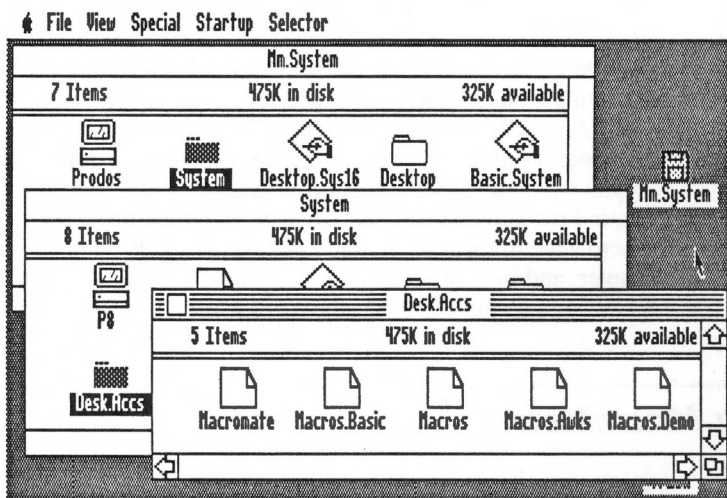 File View Special Startup Selector
Mm.System
7 Items 475K in disk 325K available
Prodos System Desktop.Sys16 Desktop Basic.System
Mm.System
System
8 Items 475K in disk 325K available
P8
Desk.Accs
Desk.Accs
5 Items 475K in disk 325K available
Macromate Macros.Basic Macros Macros.Awks Macros.Demo